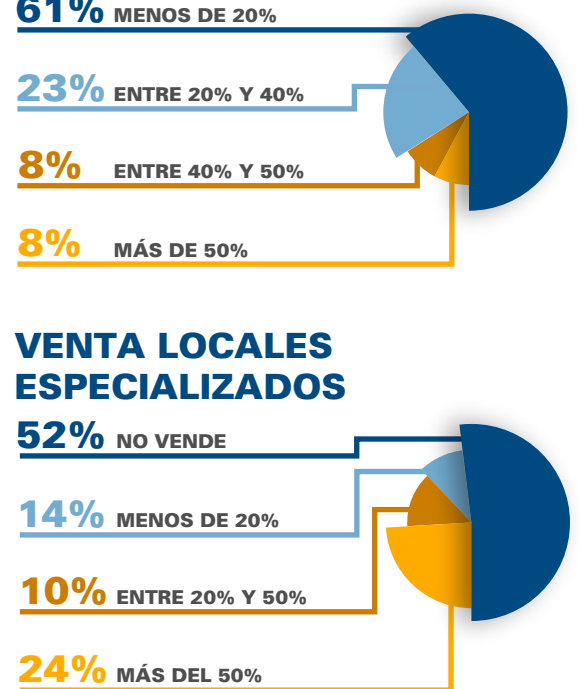 61% MENOS DE 20%
23% ENTRE 20% Y 40%
8% ENTRE 40% Y 50%
8% MÁS DE 50%
VENTA LOCALES
ESPECIALIZADOS
52% NO VENDE
14% MENOS DE 20%
10% ENTRE 20% Y 50%
24% MÁS DEL 50%